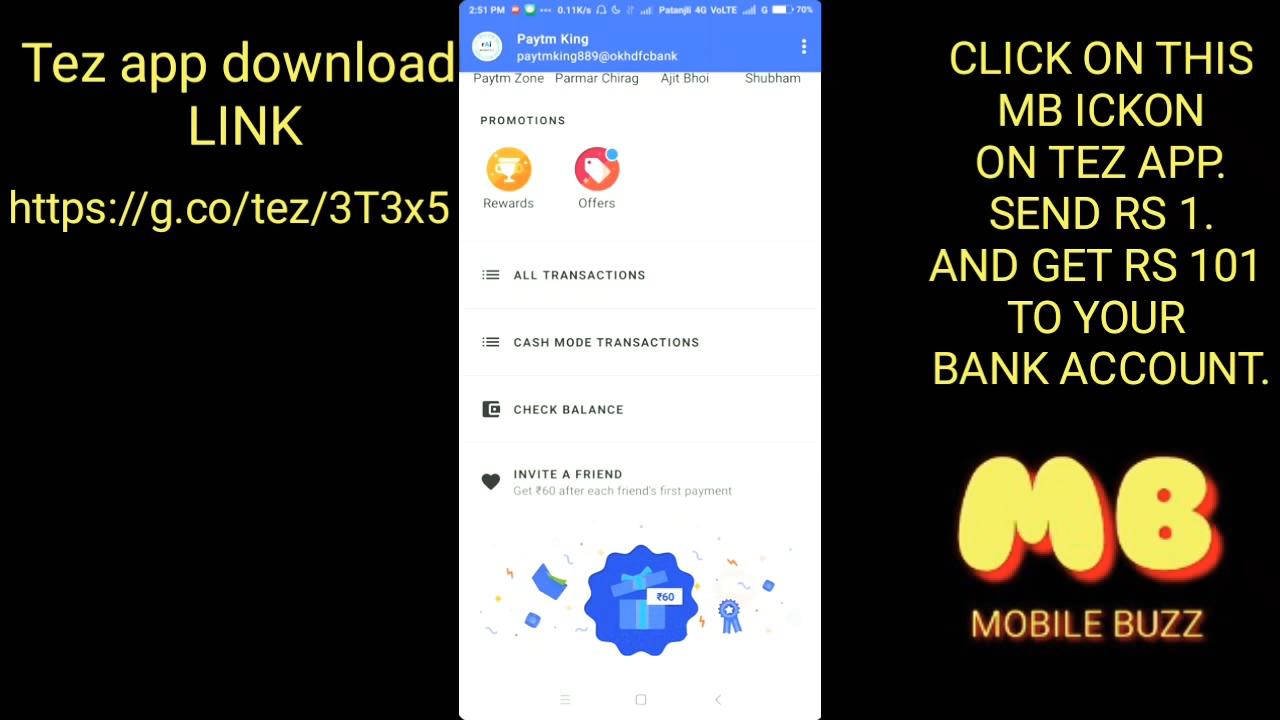 Tez app download
LINK
https://g.co/tez/3T3x5
2:51 PM
0.11K/s
Patanjli 4G VoLTE
G
70%
rAi
Paytm King
paytmking889@okhdfcbank
Paytm Zone
Parmar Chirag
Ajit Bhoi
Shubham
PROMOTIONS
Rewards
Offers
ALL TRANSACTIONS
CASH MODE TRANSACTIONS
CHECK BALANCE
INVITE A FRIEND
Get ₹60 after each friend's first payment
₹60
CLICK ON THIS
MB ICKON
ON TEZ APP.
SEND RS 1.
AND GET RS 101
TO YOUR
BANK ACCOUNT.
MB
MOBILE BUZZ